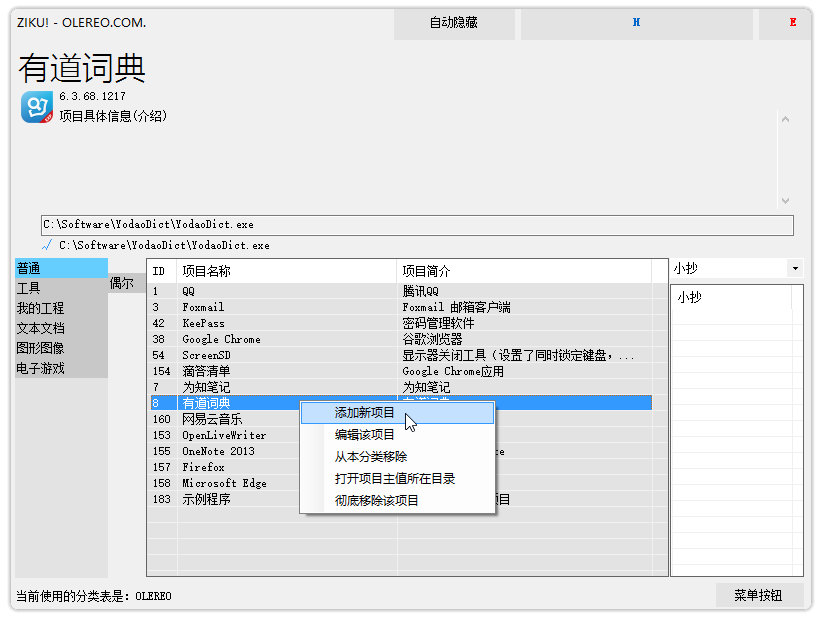 ZIKU! - OLEREO.COM. 自动隐藏 H E
有道词典
6.3.68.1217
项目具体信息(介绍)
C:\Software\YodaoDict\YodaoDict.exe
C:\Software\YodaoDict\YodaoDict.exe
普通
工具
我的工程
文本文档
图形图像
电子游戏
偶尔
ID 项目名称 项目简介
1 QQ 腾讯QQ
3 Foxmail Foxmail 邮箱客户端
42 KeePass 密码管理软件
38 Google Chrome 谷歌浏览器
54 ScreenSD 显示器关闭工具（设置了同时锁定键盘，...
154 滴答清单 Google Chrome应用
7 为知笔记 为知笔记
8 有道词典
160 网易云音乐
153 OpenLiveWriter
155 OneNote 2013
157 Firefox
158 Microsoft Edge
183 示例程序
添加新项目
编辑该项目
从本分类移除
打开项目主值所在目录
彻底移除该项目
小抄
小抄
当前使用的分类表是: OLEREO 菜单按钮